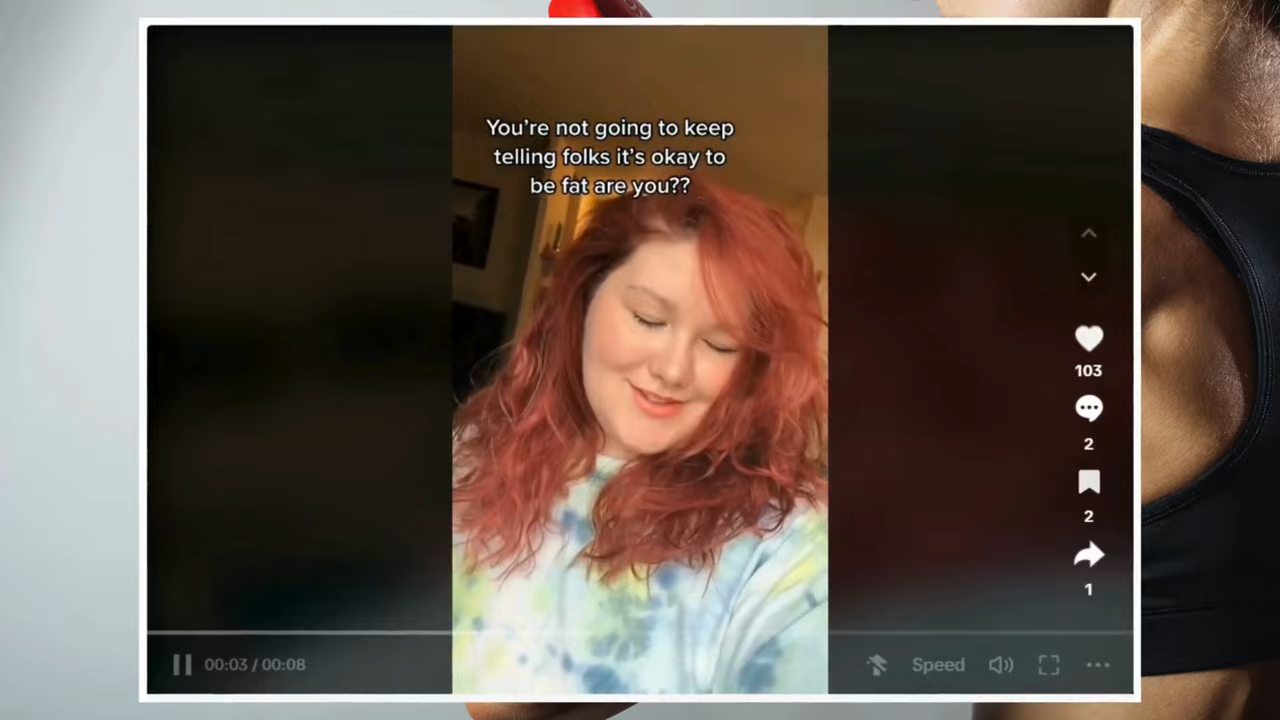 You're not going to keep
telling folks it's okay to
be fat are you??
103
2
2
1
00:03 / 00:08
Speed